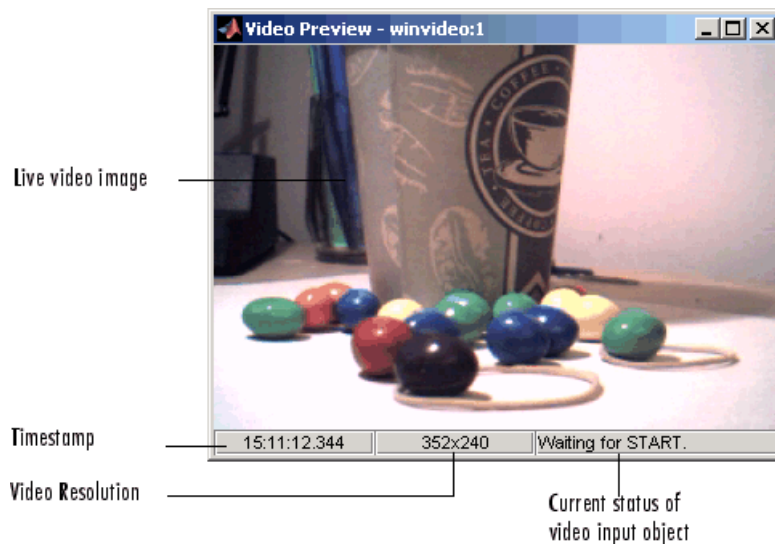 Video Preview - winvideo:1
COFFEE
TEA
COFFEE
Live video image
Timestamp
15:11:12.344
352x240
Waiting for START.
Video Resolution
Current status of
video input object